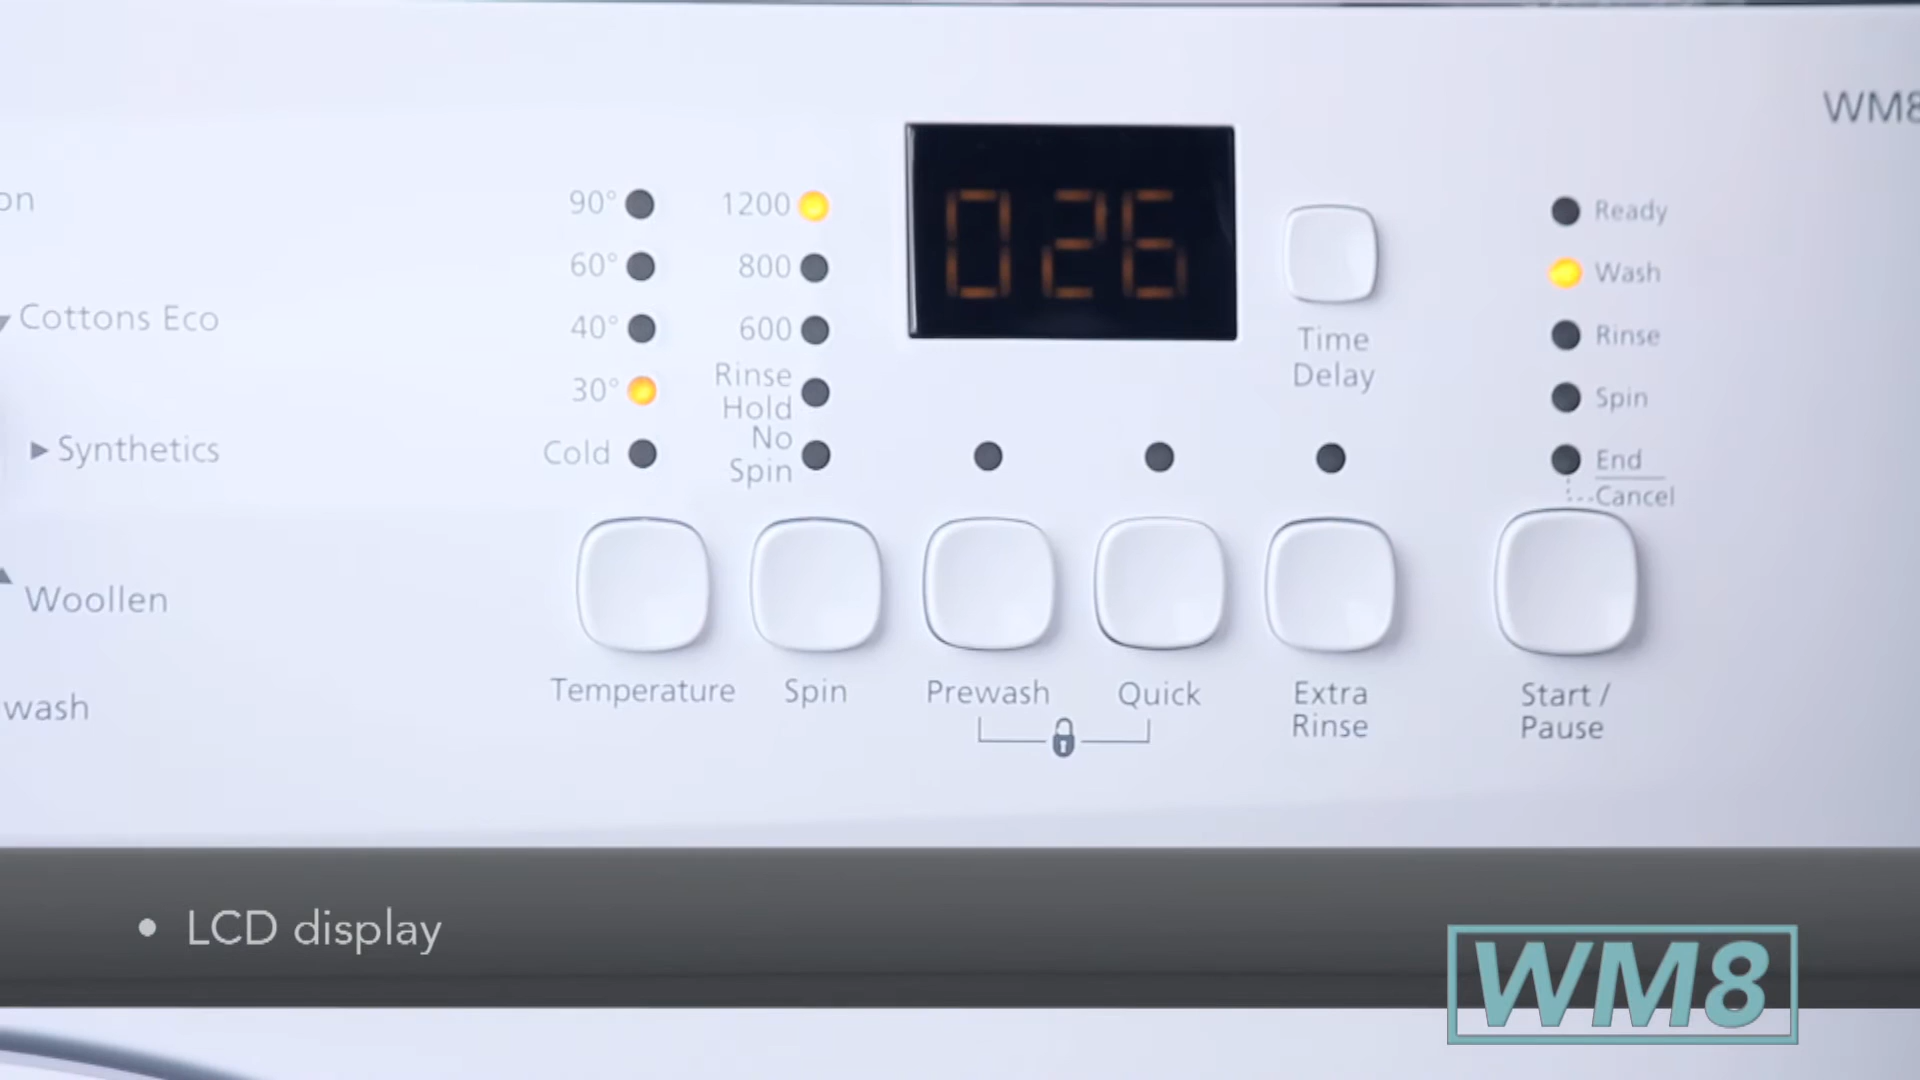 WM8
on
Cottons Eco
Synthetics
Woollen
wash
90°
60°
40°
30°
Cold
1200
800
600
Rinse
Hold
No
Spin
026
Time
Delay
Ready
Wash
Rinse
Spin
End
Cancel
Temperature
Spin
Prewash
Quick
Extra
Rinse
Start /
Pause
• LCD display
WM8